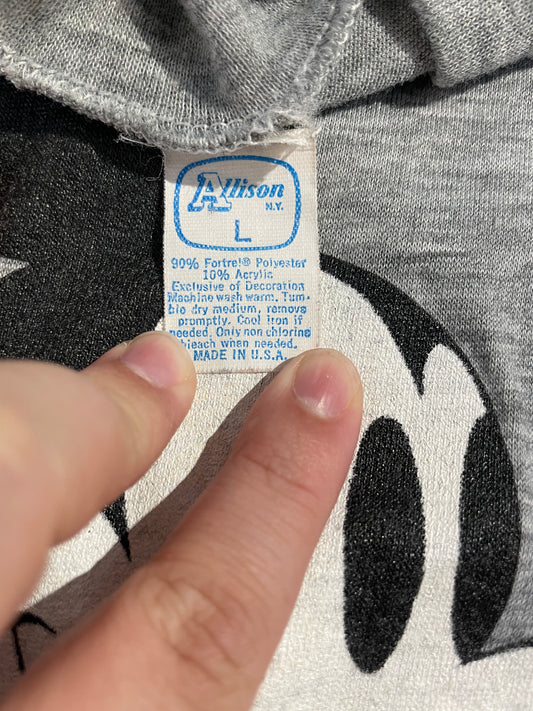 Allison
N.Y.
L
90% Fortrel® Polyester
10% Acrylic
Exclusive of Decoration
Machine wash warm. Tum-
ble dry medium, remove
promptly. Cool iron if
needed. Only non chlorine
bleach when needed.
MADE IN U.S.A.